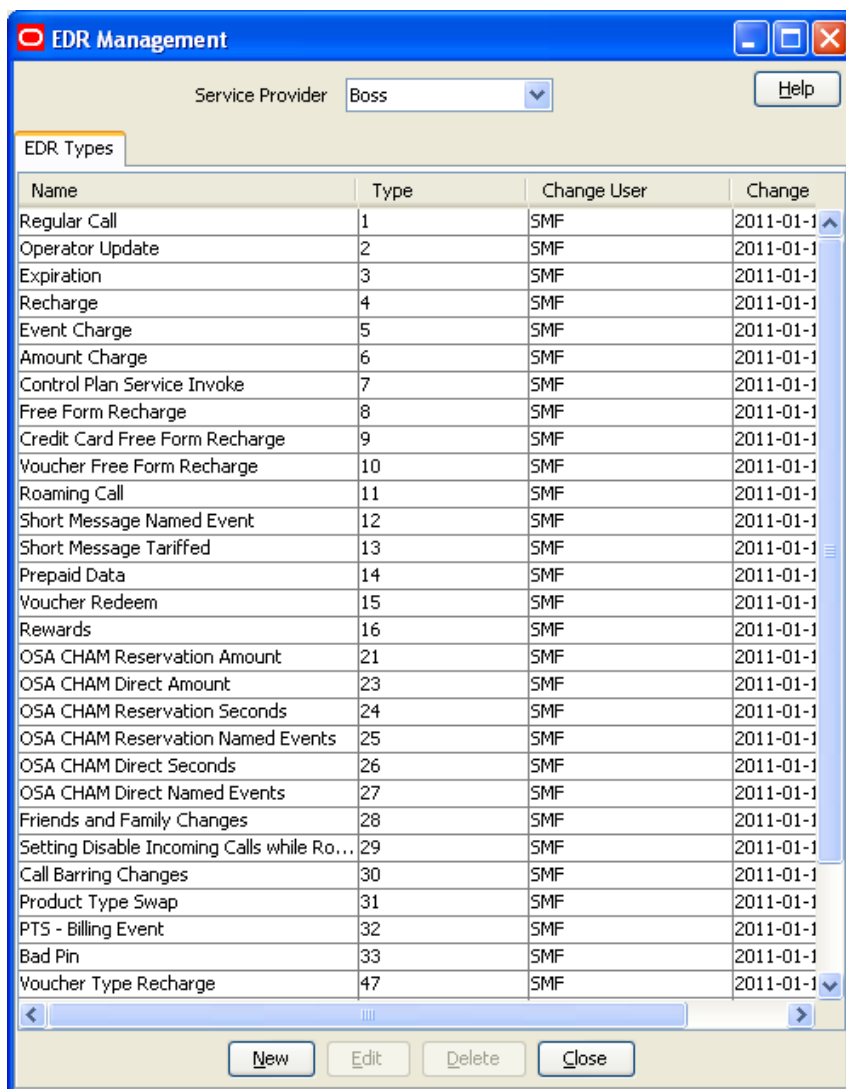 EDR Management
Service Provider Boss Help
EDR Types
Name Type Change User Change
Regular Call 1 SMF 2011-01-1
Operator Update 2 SMF 2011-01-1
Expiration 3 SMF 2011-01-1
Recharge 4 SMF 2011-01-1
Event Charge 5 SMF 2011-01-1
Amount Charge 6 SMF 2011-01-1
Control Plan Service Invoke 7 SMF 2011-01-1
Free Form Recharge 8 SMF 2011-01-1
Credit Card Free Form Recharge 9 SMF 2011-01-1
Voucher Free Form Recharge 10 SMF 2011-01-1
Roaming Call 11 SMF 2011-01-1
Short Message Named Event 12 SMF 2011-01-1
Short Message Tariffed 13 SMF 2011-01-1
Prepaid Data 14 SMF 2011-01-1
Voucher Redeem 15 SMF 2011-01-1
Rewards 16 SMF 2011-01-1
OSA CHAM Reservation Amount 21 SMF 2011-01-1
OSA CHAM Direct Amount 23 SMF 2011-01-1
OSA CHAM Reservation Seconds 24 SMF 2011-01-1
OSA CHAM Reservation Named Events 25 SMF 2011-01-1
OSA CHAM Direct Seconds 26 SMF 2011-01-1
OSA CHAM Direct Named Events 27 SMF 2011-01-1
Friends and Family Changes 28 SMF 2011-01-1
Setting Disable Incoming Calls while Ro... 29 SMF 2011-01-1
Call Barring Changes 30 SMF 2011-01-1
Product Type Swap 31 SMF 2011-01-1
PTS - Billing Event 32 SMF 2011-01-1
Bad Pin 33 SMF 2011-01-1
Voucher Type Recharge 47 SMF 2011-01-1
New Edit Delete Close